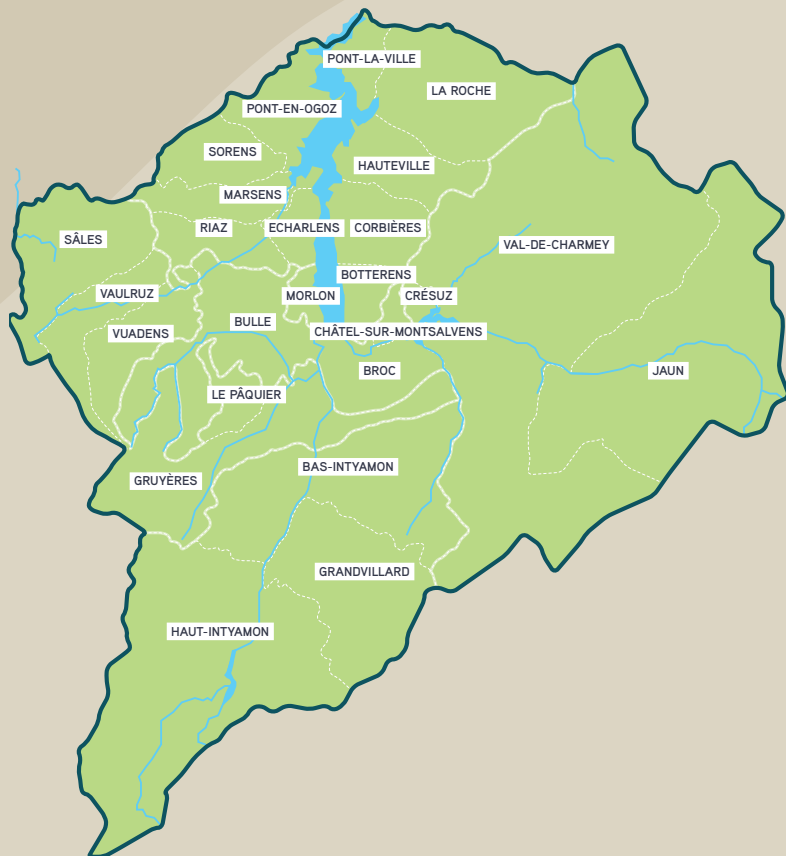 PONT-LA-VILLE
LA ROCHE
PONT-EN-OGOZ
SORENS
HAUTEVILLE
MARSENS
RIAZ
ECHARLENS
CORBIÈRES
SÂLES
VAL-DE-CHARMEY
BOTTERENS
VAULRUZ
MORLON
CRÉSUZ
BULLE
VUADENS
CHÂTEL-SUR-MONTSALVENS
BROC
JAUN
LE PÂQUIER
BAS-INTYAMON
GRUYÈRES
GRANDVILLARD
HAUT-INTYAMON